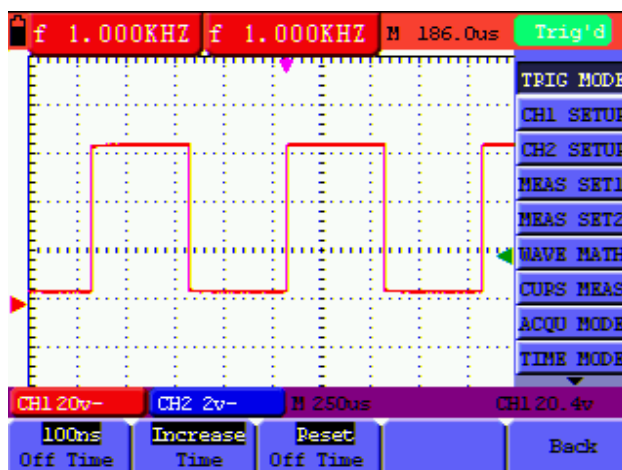 f 1.000KHZ f 1.000KHZ M 186.0us Trig'd
TRIG MODE
CH1 SETUP
CH2 SETUP
MEAS SET1
MEAS SET2
WAVE MATH
CURS MEAS
ACQU MODE
TIME MODE
CH1 20v- CH2 2v- M 250us CH1 20.4v
100ns Increase Reset
Off Time Time Off Time Back